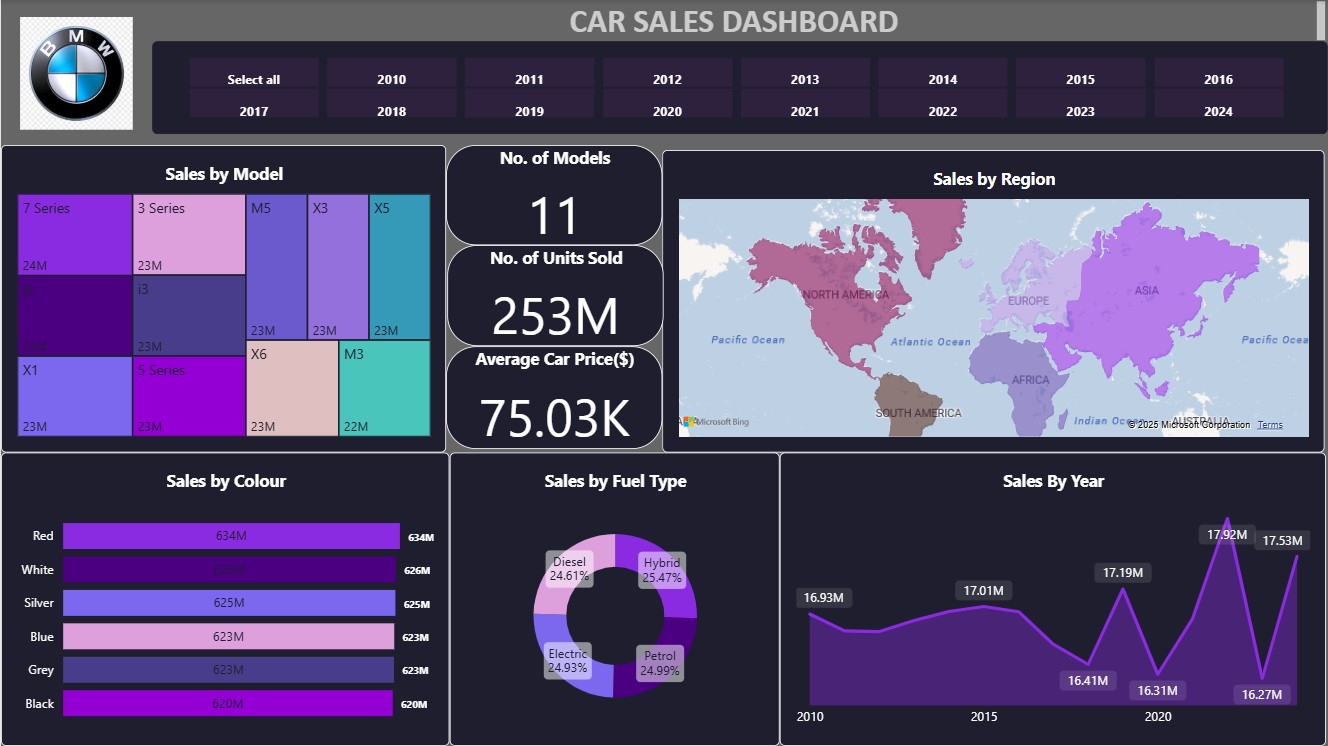 CAR SALES DASHBOARD
B M W
Select all 2010 2011 2012 2013 2014 2015 2016
2017 2018 2019 2020 2021 2022 2023 2024
Sales by Model
7 Series 3 Series M5 X3 X5
24M 23M
i3
23M 23M 23M 23M
X1 5 Series X6 M3
23M 23M 23M 22M
No. of Models
11
No. of Units Sold
253M
Average Car Price($)
75.03K
Sales by Region
NORTH AMERICA
EUROPE
ASIA
Pacific Ocean
Atlantic Ocean
Pacific Ocea
AFRICA
SOUTH AMERICA
Indian Ocean
AUSTRALIA
Microsoft Bing
© 2025 Microsoft Corporation Terms
Sales by Colour
Red 634M 634M
White 626M 626M
Silver 625M 625M
Blue 623M 623M
Grey 623M 623M
Black 620M 620M
Sales by Fuel Type
Diesel
24.61%
Hybrid
25.47%
Electric
24.93%
Petrol
24.99%
Sales By Year
17.92M
17.53M
17.19M
17.01M
16.93M
16.41M
16.31M
16.27M
2010 2015 2020